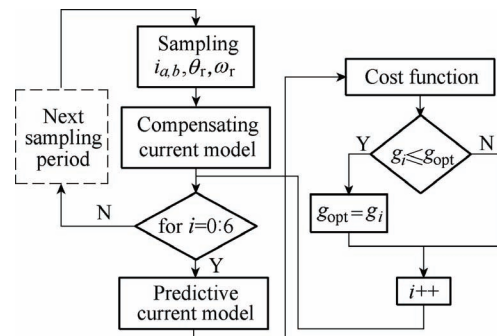 Sampling
i_{a,b},θ_r,ω_r
Next
sampling
period
Compensating
current model
N
for i=0:6
Y
Predictive
current model
Cost function
Y
g_i≤g_opt
N
g_opt=g_i
i++